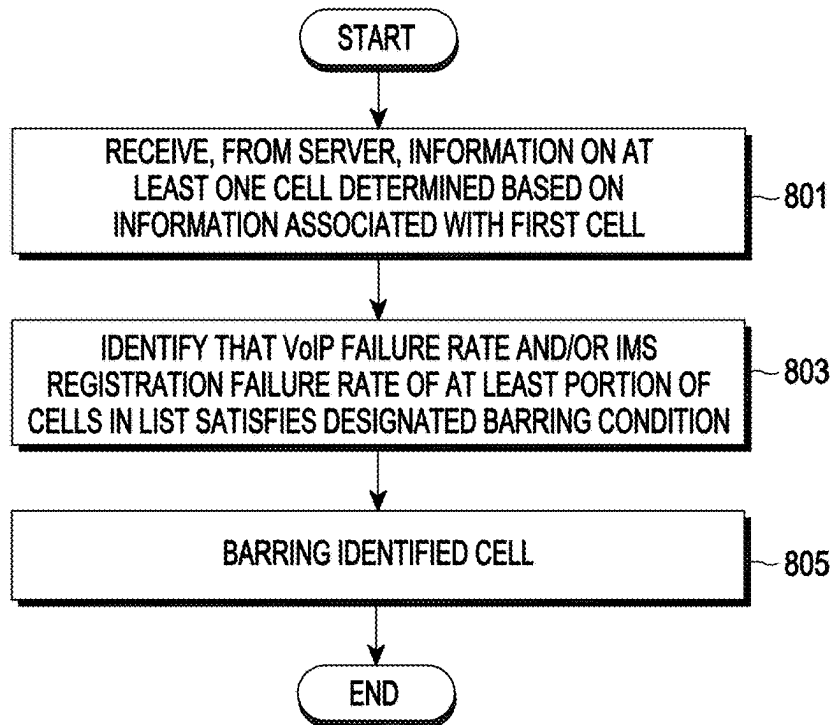 START
RECEIVE, FROM SERVER, INFORMATION ON AT
LEAST ONE CELL DETERMINED BASED ON
INFORMATION ASSOCIATED WITH FIRST CELL
801
IDENTIFY THAT VoIP FAILURE RATE AND/OR IMS
REGISTRATION FAILURE RATE OF AT LEAST PORTION OF
CELLS IN LIST SATISFIES DESIGNATED BARRING CONDITION
803
BARRING IDENTIFIED CELL
805
END